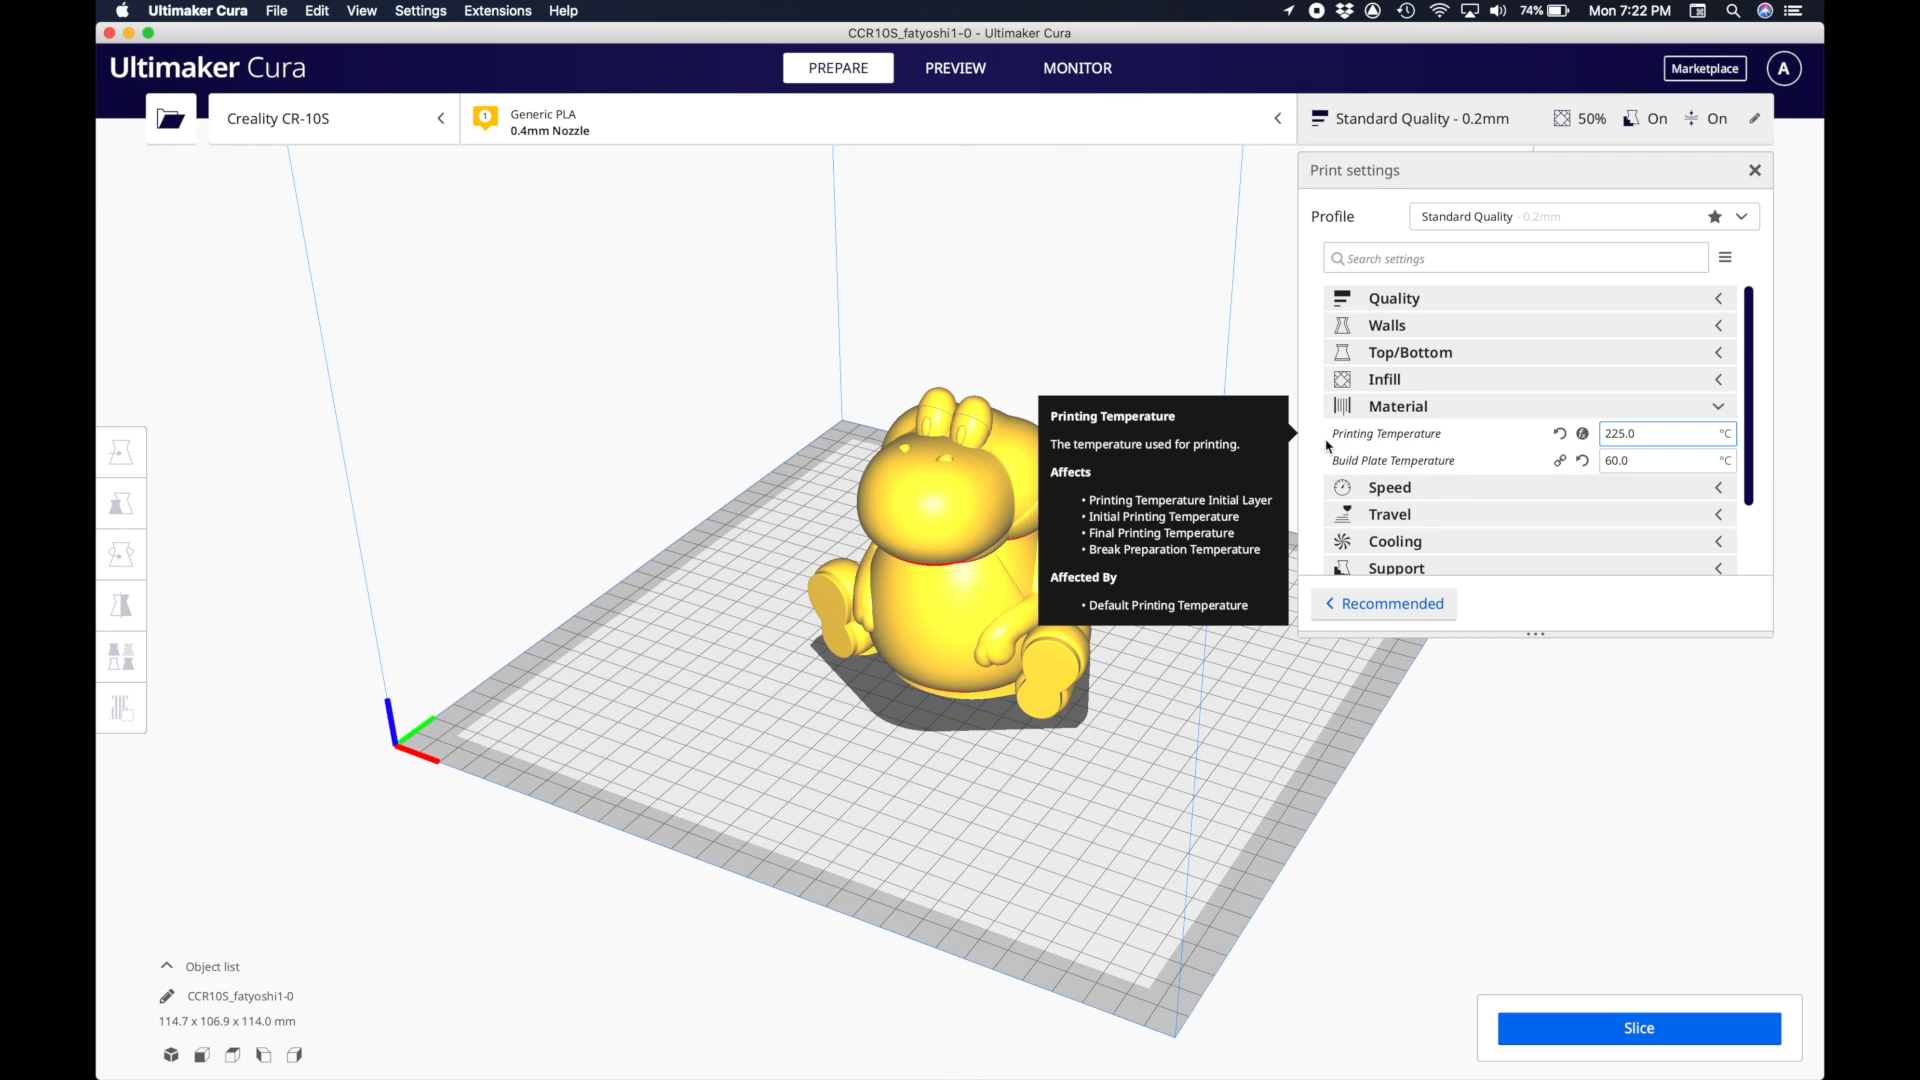 Ultimaker Cura File Edit View Settings Extensions Help
74% Mon 7:22 PM
CCR10S_fatyoshi1-0 - Ultimaker Cura
Ultimaker Cura
PREPARE PREVIEW MONITOR
Marketplace A
Creality CR-10S
1
Generic PLA
0.4mm Nozzle
Standard Quality - 0.2mm 50% On On
Print settings
Profile Standard Quality - 0.2mm
Search settings
Quality
Walls
Top/Bottom
Infill
Material
Printing Temperature 225.0 °C
Build Plate Temperature 60.0 °C
Speed
Travel
Cooling
Support
Recommended
Printing Temperature
The temperature used for printing.
Affects
• Printing Temperature Initial Layer
• Initial Printing Temperature
• Final Printing Temperature
• Break Preparation Temperature
Affected By
• Default Printing Temperature
Object list
CCR10S_fatyoshi1-0
114.7 x 106.9 x 114.0 mm
Slice